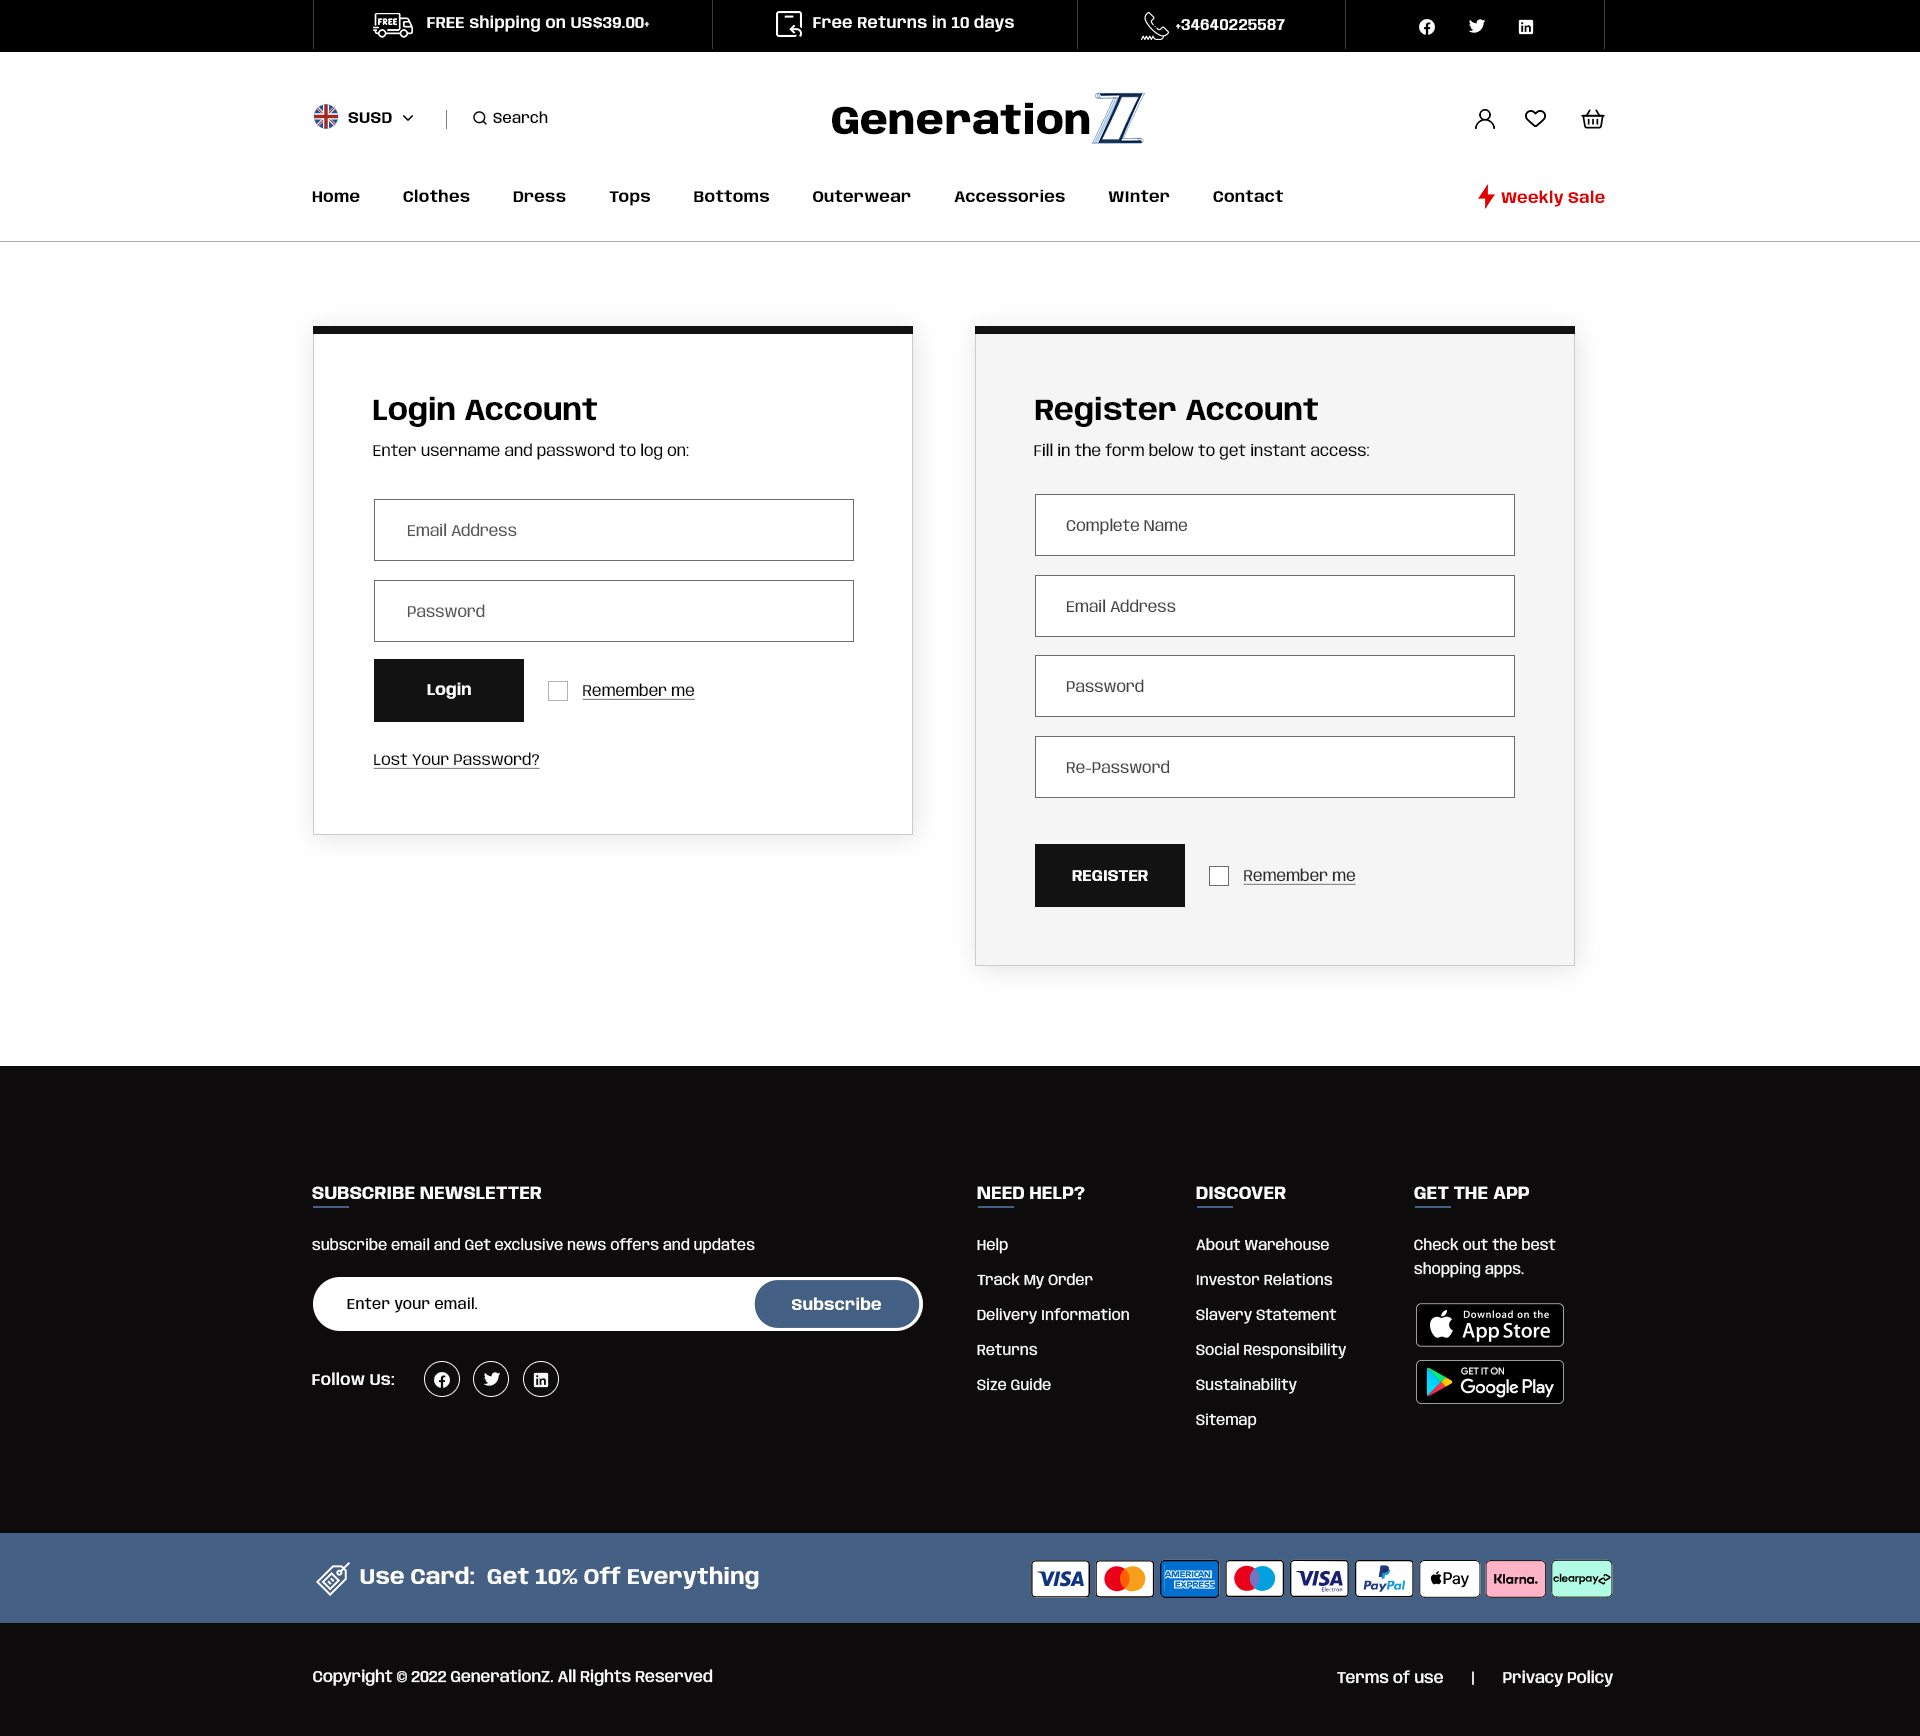 FREE FREE shipping on US$39.00+
Free Returns in 10 days
+34640225587
SUSD
Search
GenerationZ
Home Clothes Dress Tops Bottoms Outerwear Accessories WInter Contact
Weekly Sale
Login Account
Enter username and password to log on:
Email Address
Password
Login
Remember me
Lost Your Password?
Register Account
Fill in the form below to get instant access:
Complete Name
Email Address
Password
Re-Password
REGISTER
Remember me
SUBSCRIBE NEWSLETTER
subscribe email and Get exclusive news offers and updates
Enter your email.
Subscribe
Follow Us:
NEED HELP?
Help
Track My Order
Delivery Information
Returns
Size Guide
DISCOVER
About Warehouse
Investor Relations
Slavery Statement
Social Responsibility
Sustainability
Sitemap
GET THE APP
Check out the best
shopping apps.
Download on the
App Store
GET IT ON
Google Play
Use Card: Get 10% Off Everything
VISA
AMERICAN
EXPRESS
VISA
Electron
PayPal
Pay
Klarna.
clearpay
Copyright © 2022 GenerationZ. All Rights Reserved
Terms of use | Privacy Policy